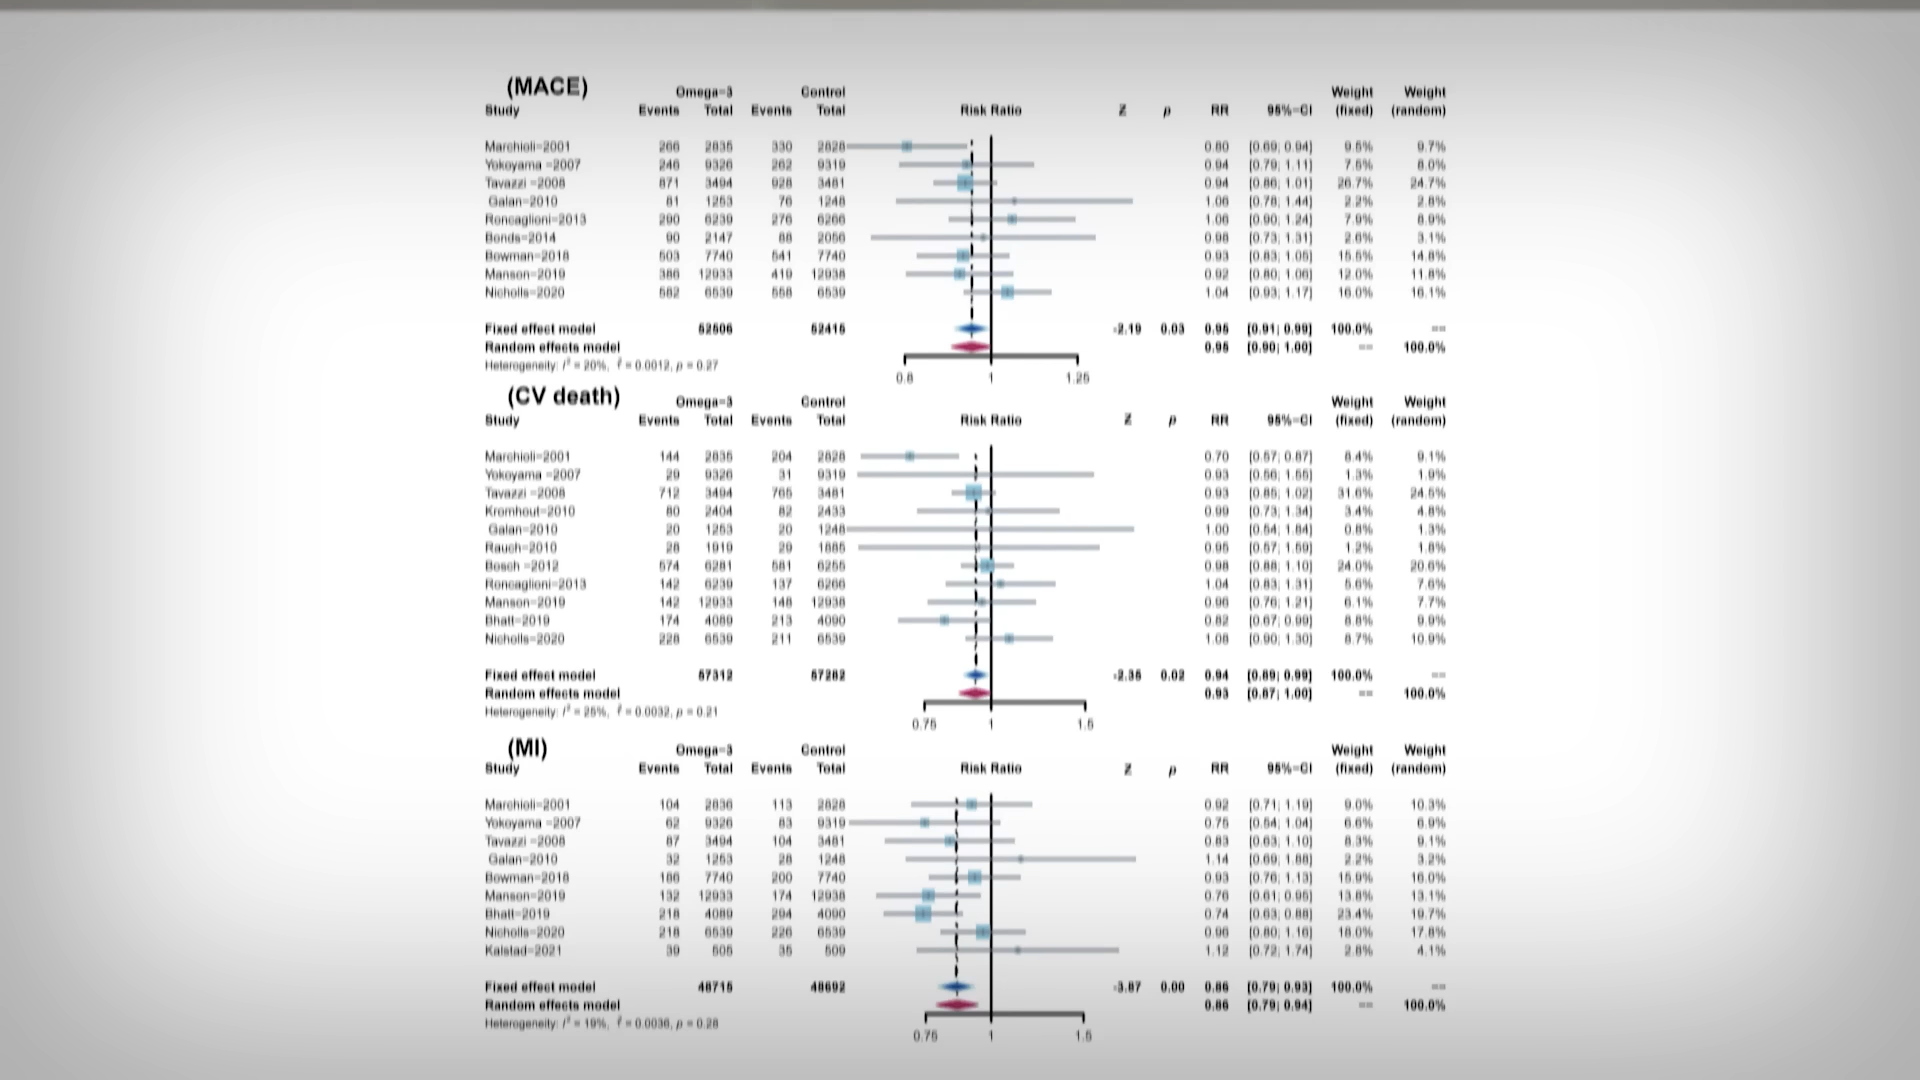 (MACE) Omega-3 Control Weight Weight
Study Events Total Events Total Risk Ratio Z p RR 95%-CI (fixed) (random)
Marchioli-2001 266 2835 330 2828 0.80 [0.69; 0.94] 9.5% 9.7%
Yokoyama -2007 246 9326 262 9319 0.94 [0.79; 1.11] 7.5% 8.0%
Tavazzi -2008 871 3494 928 3481 0.94 [0.86; 1.01] 26.7% 24.7%
Galan-2010 81 1253 76 1248 1.06 [0.78; 1.44] 2.2% 2.8%
Roncaglioni-2013 290 6239 276 6266 1.06 [0.90; 1.24] 7.9% 8.9%
Bonds-2014 90 2147 88 2056 0.98 [0.73; 1.31] 2.6% 3.1%
Bowman-2018 503 7740 541 7740 0.93 [0.83; 1.05] 15.5% 14.8%
Manson-2019 386 12933 419 12938 0.92 [0.80; 1.06] 12.0% 11.8%
Nicholls-2020 582 6539 558 6539 1.04 [0.93; 1.17] 16.0% 16.1%
Fixed effect model 52506 52415 -2.19 0.03 0.95 [0.91; 0.99] 100.0% --
Random effects model 0.95 [0.90; 1.00] -- 100.0%
Heterogeneity: I² = 20%, = 0.0012, p = 0.27
0.8 1 1.25
(CV death) Omega-3 Control Weight Weight
Study Events Total Events Total Risk Ratio Z p RR 95%-CI (fixed) (random)
Marchioli-2001 144 2835 204 2828 0.70 [0.57; 0.87] 8.4% 9.1%
Yokoyama -2007 29 9326 31 9319 0.93 [0.56; 1.55] 1.3% 1.9%
Tavazzi -2008 712 3494 765 3481 0.93 [0.85; 1.02] 31.6% 24.5%
Kromhout-2010 80 2404 82 2433 0.99 [0.73; 1.34] 3.4% 4.8%
Galan-2010 20 1253 20 1248 1.00 [0.54; 1.84] 0.8% 1.3%
Rauch-2010 28 1919 29 1885 0.95 [0.57; 1.59] 1.2% 1.8%
Bosch -2012 574 6281 581 6255 0.98 [0.88; 1.10] 24.0% 20.6%
Roncaglioni-2013 142 6239 137 6266 1.04 [0.83; 1.31] 5.6% 7.6%
Manson-2019 142 12933 148 12938 0.96 [0.76; 1.21] 6.1% 7.7%
Bhatt-2019 174 4089 213 4090 0.82 [0.67; 0.99] 8.8% 9.9%
Nicholls-2020 228 6539 211 6539 1.08 [0.90; 1.30] 8.7% 10.9%
Fixed effect model 57312 57282 -2.35 0.02 0.94 [0.89; 0.99] 100.0% --
Random effects model 0.93 [0.87; 1.00] -- 100.0%
Heterogeneity: I² = 25%, = 0.0032, p = 0.21
0.75 1 1.5
(MI) Omega-3 Control Weight Weight
Study Events Total Events Total Risk Ratio Z p RR 95%-CI (fixed) (random)
Marchioli-2001 104 2836 113 2828 0.92 [0.71; 1.19] 9.0% 10.3%
Yokoyama -2007 62 9326 83 9319 0.75 [0.54; 1.04] 6.6% 6.9%
Tavazzi -2008 87 3494 104 3481 0.83 [0.63; 1.10] 8.3% 9.1%
Galan-2010 32 1253 28 1248 1.14 [0.69; 1.88] 2.2% 3.2%
Bowman-2018 186 7740 200 7740 0.93 [0.76; 1.13] 15.9% 16.0%
Manson-2019 132 12933 174 12938 0.76 [0.61; 0.95] 13.8% 13.1%
Bhatt-2019 218 4089 294 4090 0.74 [0.63; 0.88] 23.4% 19.7%
Nicholls-2020 218 6539 226 6539 0.96 [0.80; 1.16] 18.0% 17.8%
Kalstad-2021 39 505 35 509 1.12 [0.72; 1.74] 2.8% 4.1%
Fixed effect model 48715 48692 -3.87 0.00 0.86 [0.79; 0.93] 100.0% --
Random effects model 0.86 [0.79; 0.94] -- 100.0%
Heterogeneity: I² = 19%, = 0.0036, p = 0.28
0.75 1 1.5